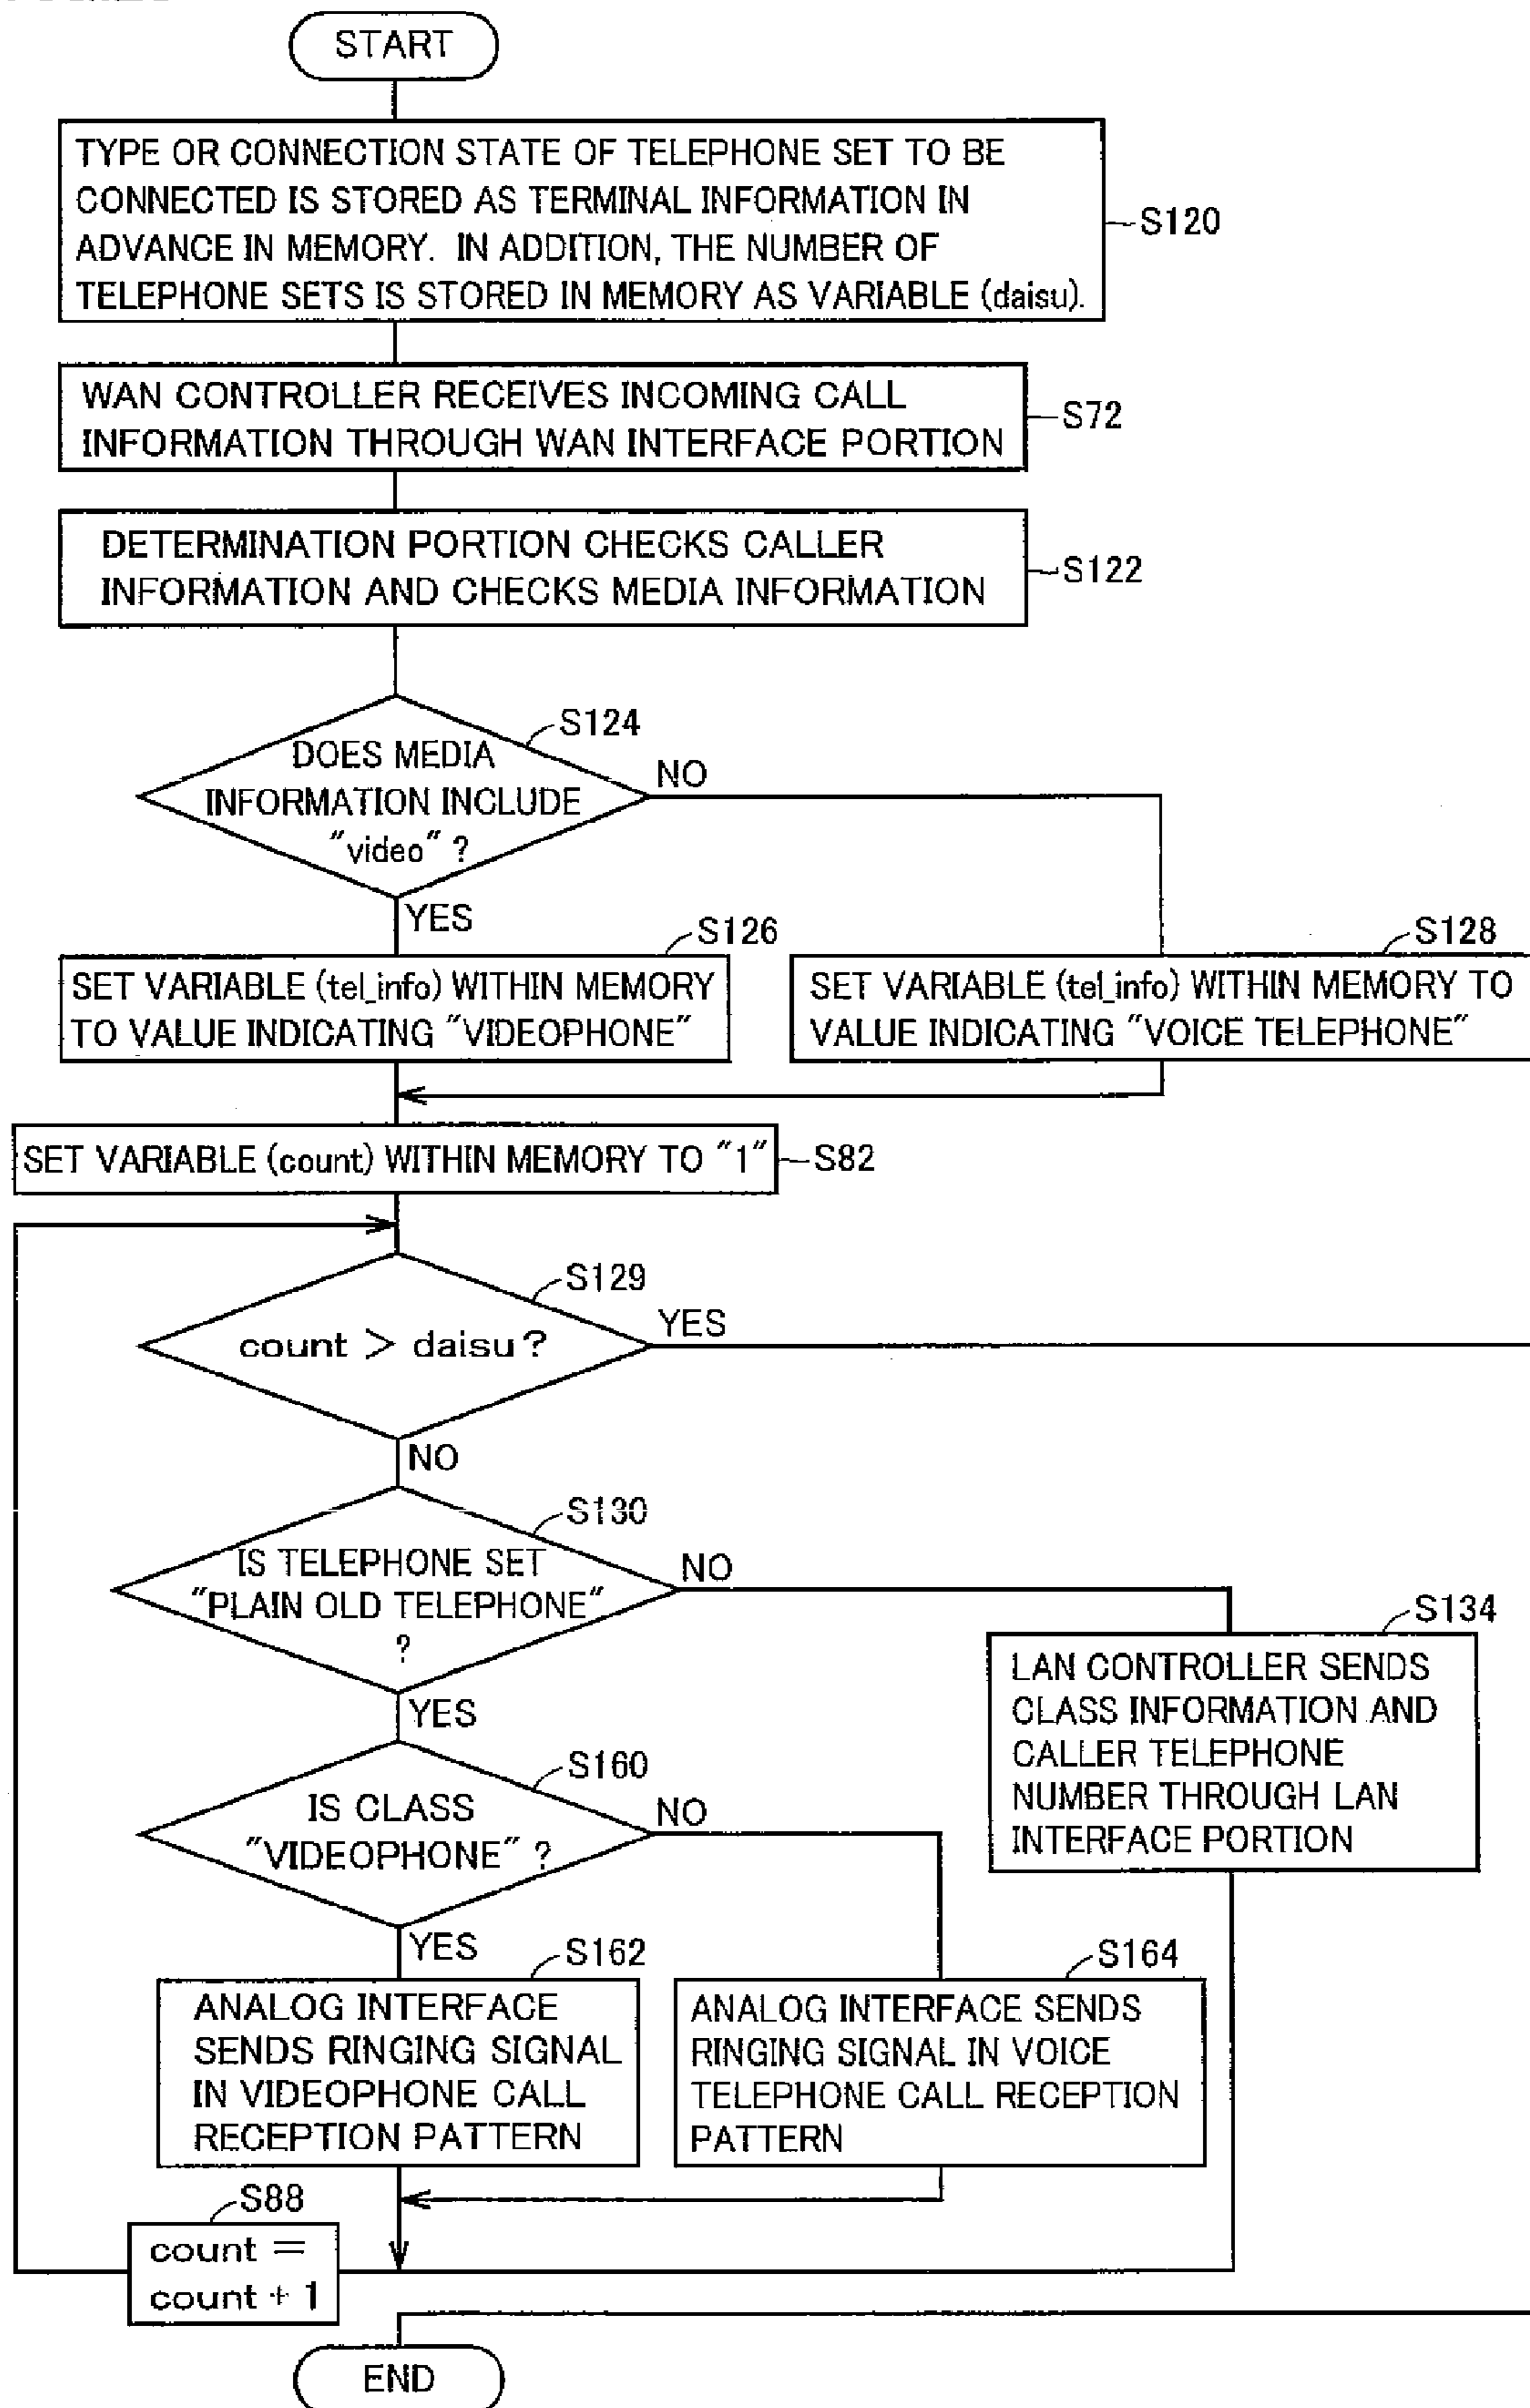 START
TYPE OR CONNECTION STATE OF TELEPHONE SET TO BE
CONNECTED IS STORED AS TERMINAL INFORMATION IN
ADVANCE IN MEMORY. IN ADDITION, THE NUMBER OF
TELEPHONE SETS IS STORED IN MEMORY AS VARIABLE (daisu).
S120
WAN CONTROLLER RECEIVES INCOMING CALL
INFORMATION THROUGH WAN INTERFACE PORTION
S72
DETERMINATION PORTION CHECKS CALLER
INFORMATION AND CHECKS MEDIA INFORMATION
S122
S124
DOES MEDIA
INFORMATION INCLUDE
"video" ?
NO
YES
S126
SET VARIABLE (tel_info) WITHIN MEMORY
TO VALUE INDICATING "VIDEOPHONE"
S128
SET VARIABLE (tel_info) WITHIN MEMORY TO
VALUE INDICATING "VOICE TELEPHONE"
SET VARIABLE (count) WITHIN MEMORY TO "1"
S82
S129
count > daisu ?
YES
NO
S130
IS TELEPHONE SET
"PLAIN OLD TELEPHONE"
?
NO
YES
S134
LAN CONTROLLER SENDS
CLASS INFORMATION AND
CALLER TELEPHONE
NUMBER THROUGH LAN
INTERFACE PORTION
S160
IS CLASS
"VIDEOPHONE" ?
NO
YES
S162
ANALOG INTERFACE
SENDS RINGING SIGNAL
IN VIDEOPHONE CALL
RECEPTION PATTERN
S164
ANALOG INTERFACE SENDS
RINGING SIGNAL IN VOICE
TELEPHONE CALL RECEPTION
PATTERN
S88
count =
count + 1
END